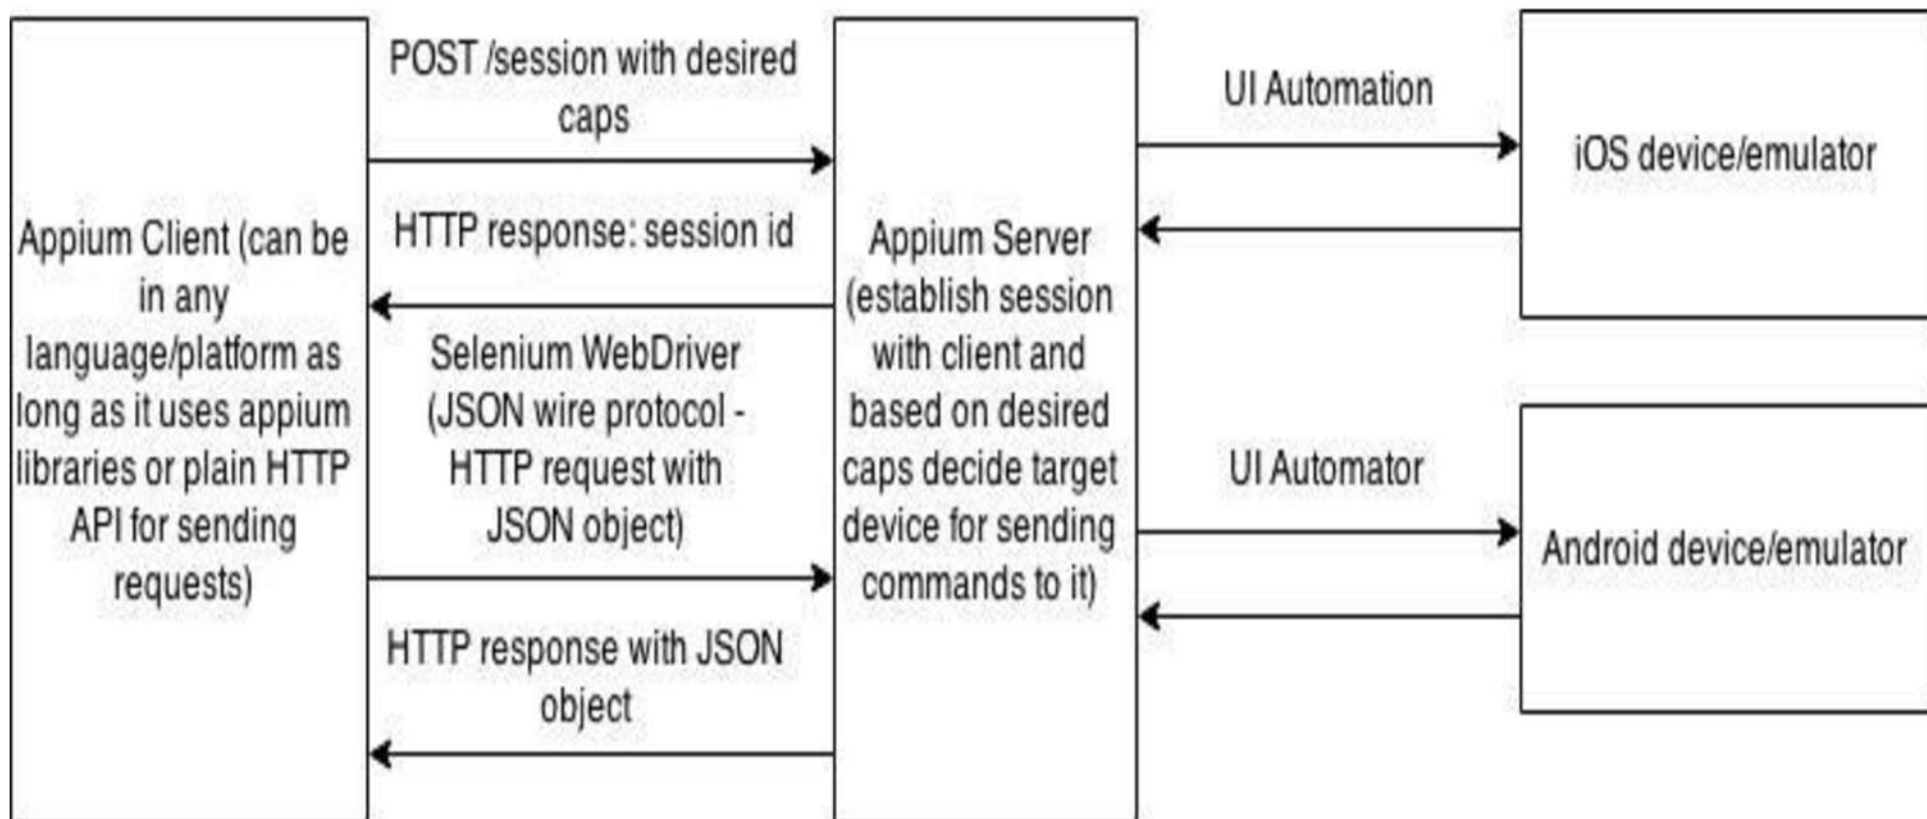 Appium Client (can be
in any
language/platform as
long as it uses appium
libraries or plain HTTP
API for sending
requests)
POST /session with desired
caps
HTTP response: session id
Selenium WebDriver
(JSON wire protocol -
HTTP request with
JSON object)
HTTP response with JSON
object
Appium Server
(establish session
with client and
based on desired
caps decide target
device for sending
commands to it)
UI Automation
iOS device/emulator
UI Automator
Android device/emulator